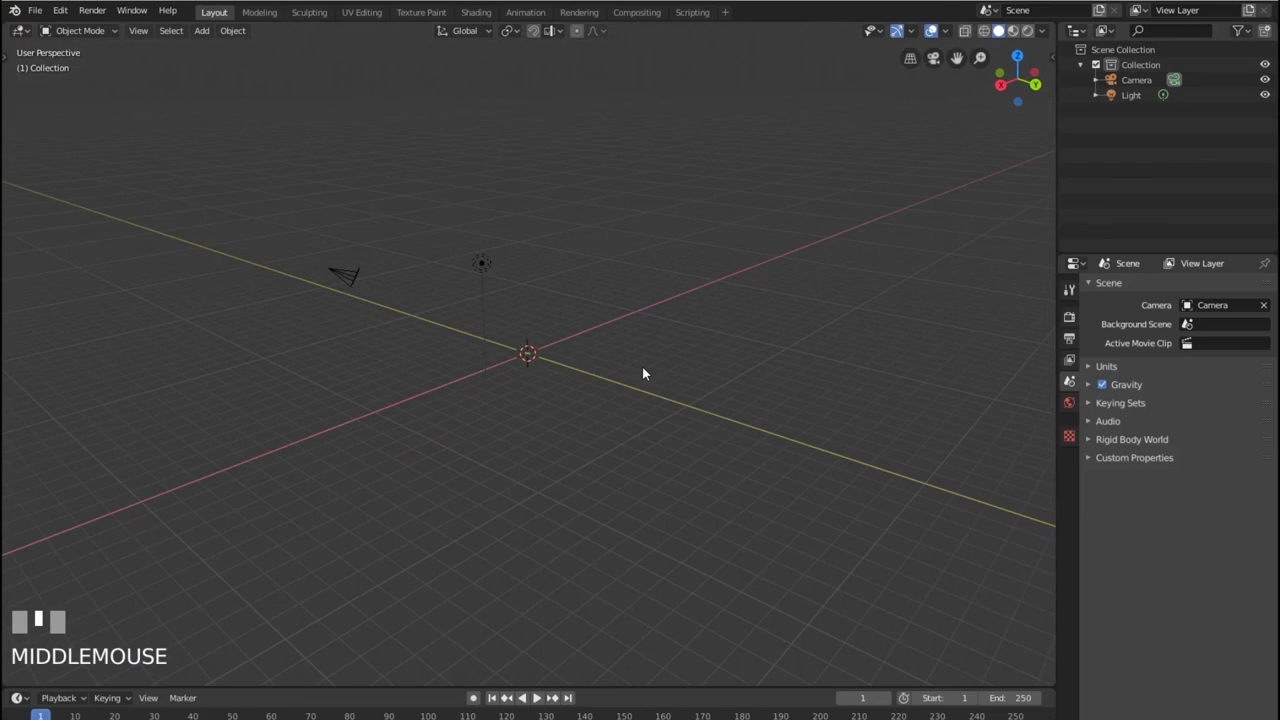 File Edit Render Window Help Layout Modeling Sculpting UV Editing Texture Paint Shading Animation Rendering Compositing Scripting + Scene View Layer
Object Mode View Select Add Object Global
User Perspective
(1) Collection
X Y Z
Scene Collection
Collection
Camera
Light
Scene View Layer
Scene
Camera Camera
Background Scene
Active Movie Clip
Units
Gravity
Keying Sets
Audio
Rigid Body World
Custom Properties
MIDDLEMOUSE
Playback Keying View Marker 1 Start: 1 End: 250
1 10 20 30 40 50 60 70 80 90 100 110 120 130 140 150 160 170 180 190 200 210 220 230 240 250